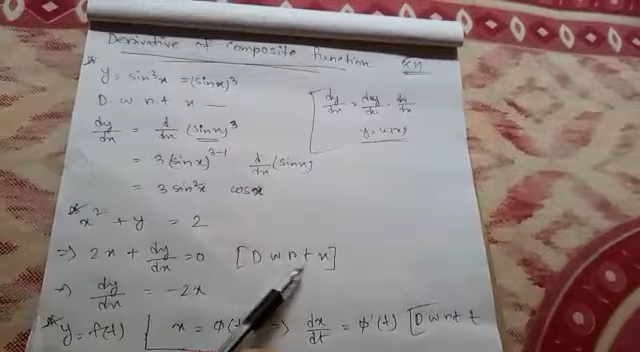 Derivative of Composite function XII
* y = sin³x = (sinx)³
D w r.t x —
dy/dx = d/dx (sinx)³
= 3(sinx)³⁻¹ · d/dx (sinx)
= 3 sin²x cosx
dy/dx = dy/du · du/dx
* x² + y = 2
⇒ 2x + dy/dx = 0 [D w r. t x]
⇒ dy/dx = -2x
* y = f(t) | x = φ(t) ⇒ dx/dt = φ'(t) [D w r t t